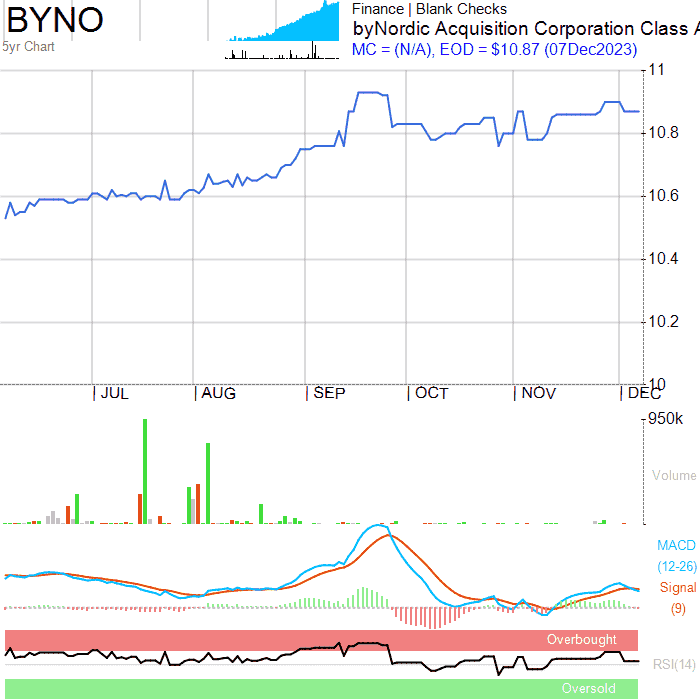 BYNO
5yr Chart
Finance | Blank Checks
byNordic Acquisition Corporation Class A
MC = (N/A), EOD = $10.87 (07Dec2023)
11
10.8
10.6
10.4
10.2
10
JUL AUG SEP OCT NOV DEC
950k
Volume
MACD
(12-26)
Signal
(9)
Overbought
RSI(14)
Oversold